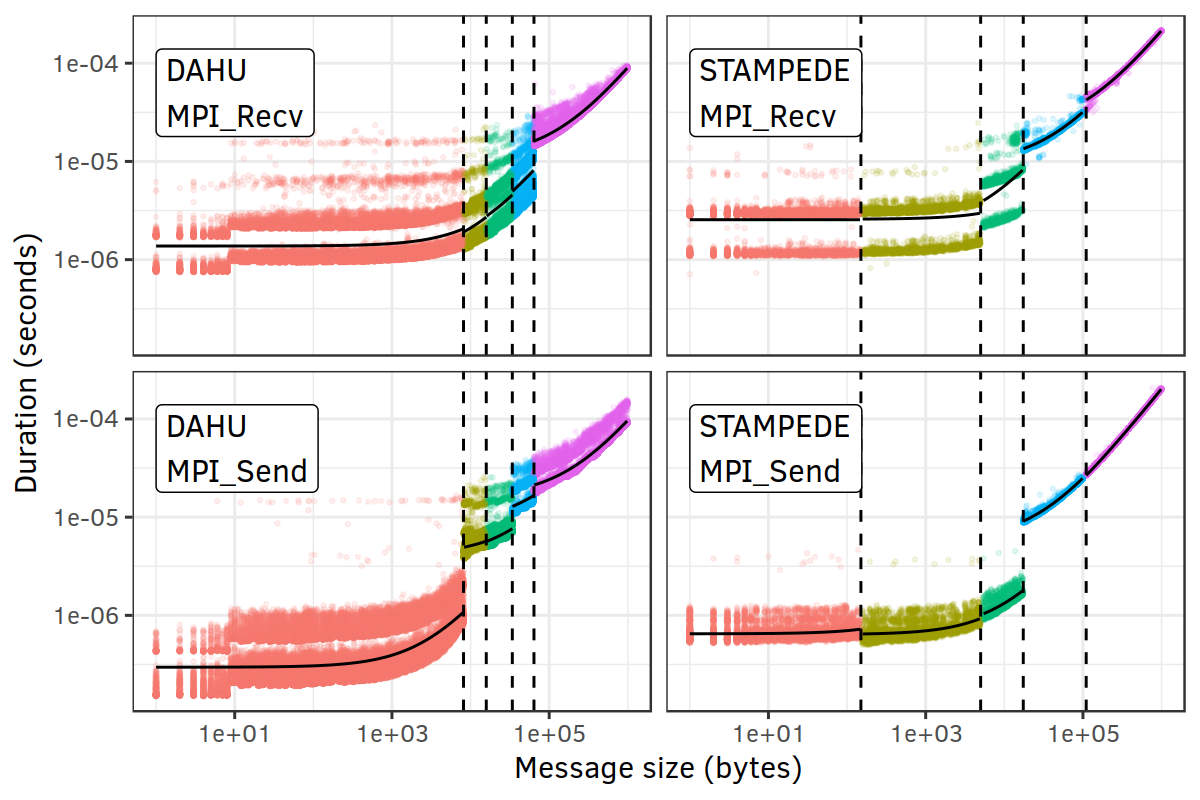 DAHU
MPI_Recv
STAMPEDE
MPI_Recv
1e-04
1e-05
1e-06
Duration (seconds)
DAHU
MPI_Send
STAMPEDE
MPI_Send
1e-04
1e-05
1e-06
1e+01
1e+03
1e+05
1e+01
1e+03
1e+05
Message size (bytes)